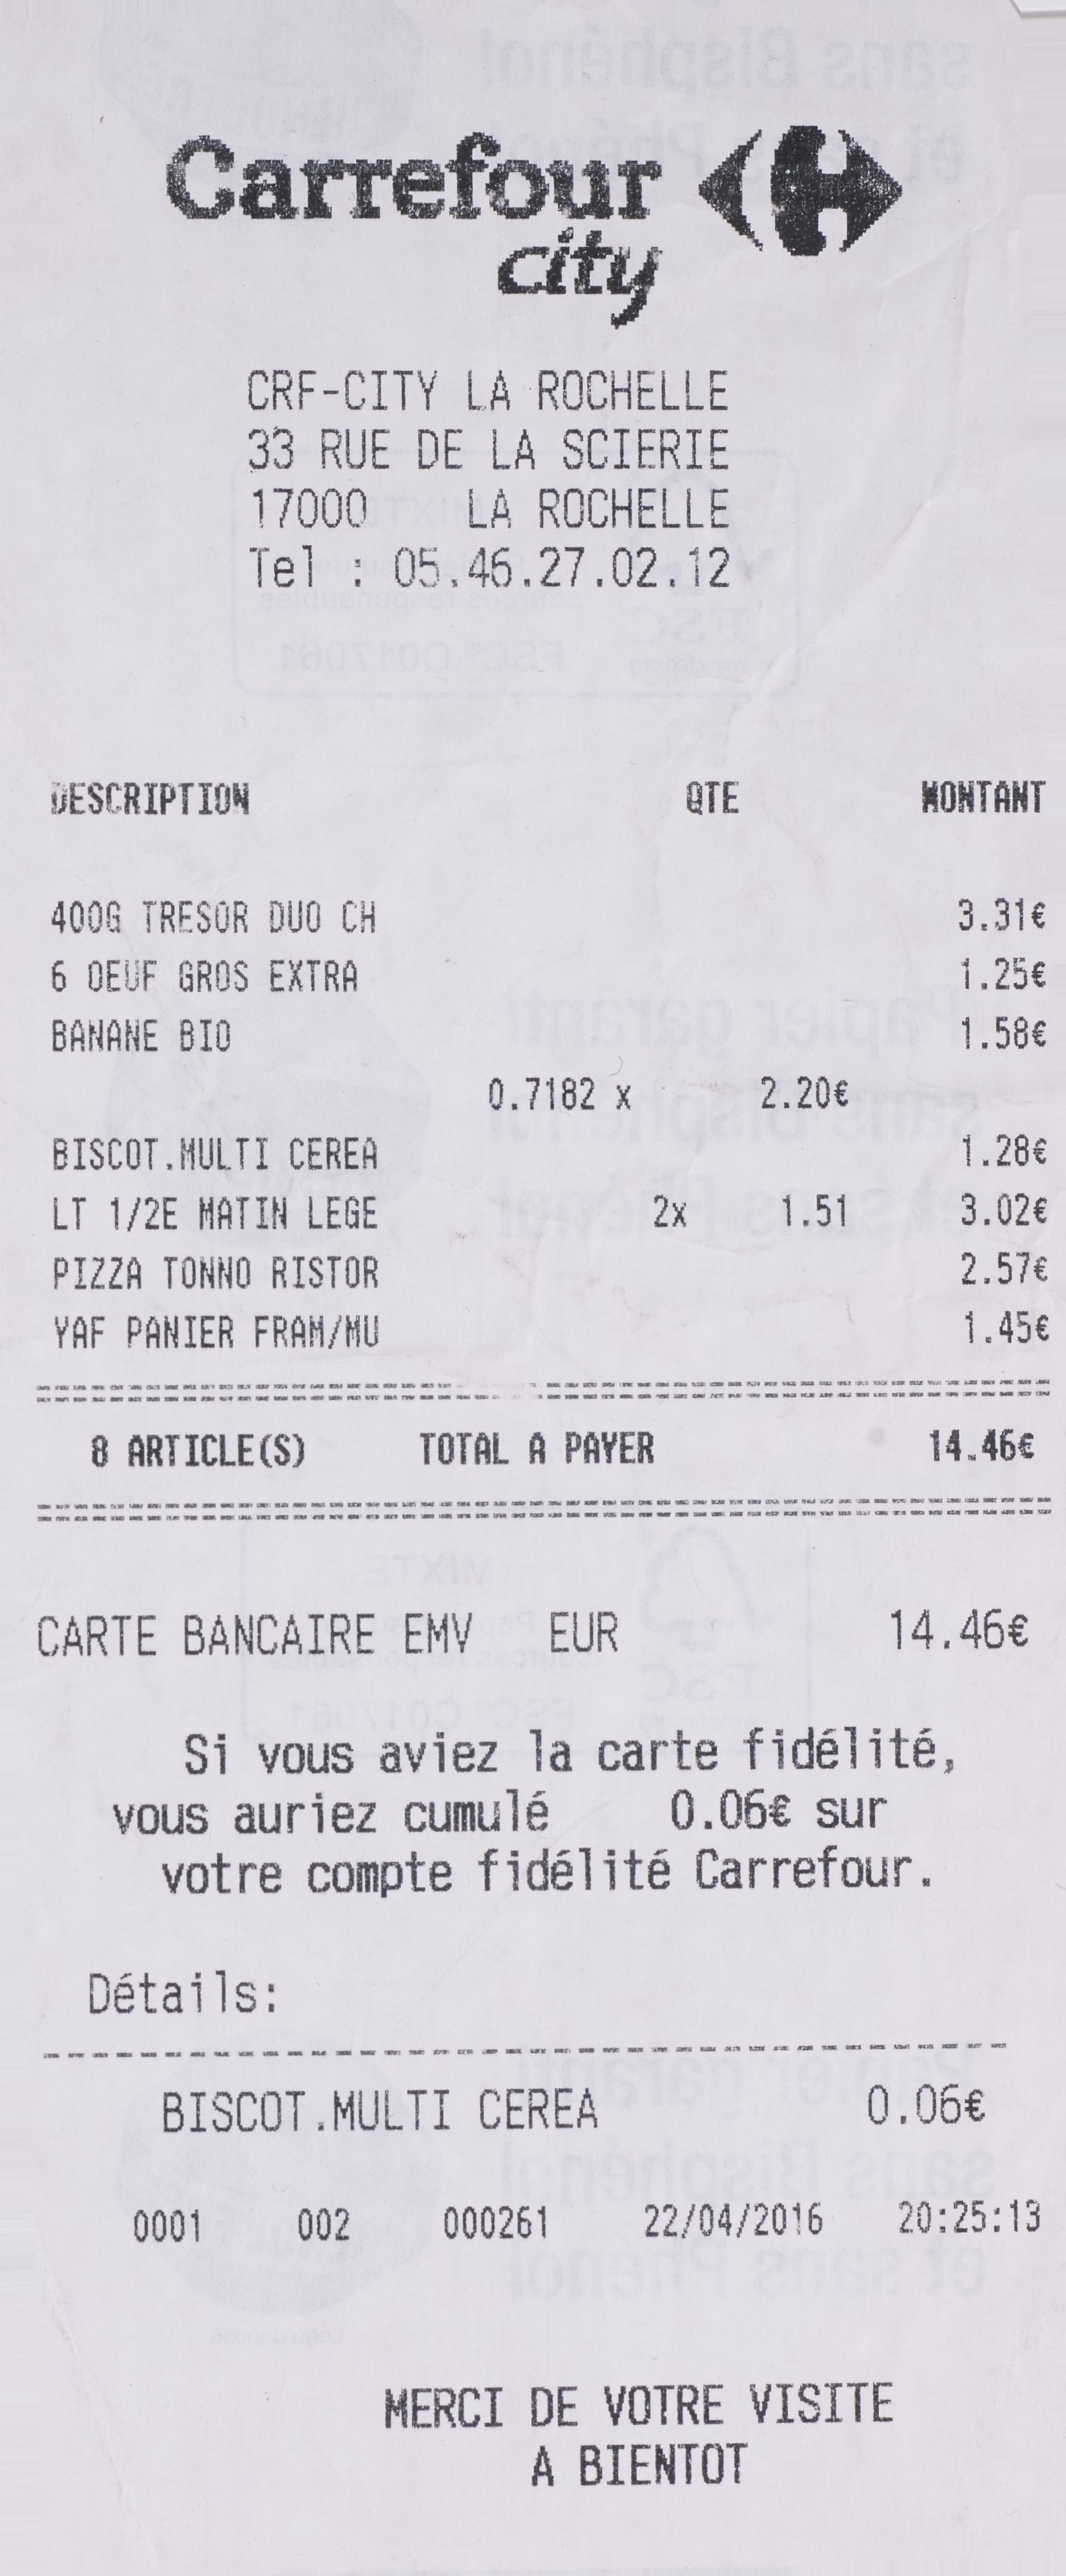 Carrefour
city
CRF-CITY LA ROCHELLE
33 RUE DE LA SCIERIE
17000 LA ROCHELLE
Tel : 05.46.27.02.12
DESCRIPTION QTE MONTANT
400G TRESOR DUO CH 3.31€
6 OEUF GROS EXTRA 1.25€
BANANE BIO 1.58€
0.7182 x 2.20€
BISCOT.MULTI CEREA 1.28€
LT 1/2E MATIN LEGE 2x 1.51 3.02€
PIZZA TONNO RISTOR 2.57€
YAF PANIER FRAM/MU 1.45€
8 ARTICLE(S) TOTAL A PAYER 14.46€
CARTE BANCAIRE EMV EUR 14.46€
Si vous aviez la carte fidélité,
vous auriez cumulé 0.06€ sur
votre compte fidélité Carrefour.
Détails:
BISCOT.MULTI CEREA 0.06€
0001 002 000261 22/04/2016 20:25:13
MERCI DE VOTRE VISITE
A BIENTOT